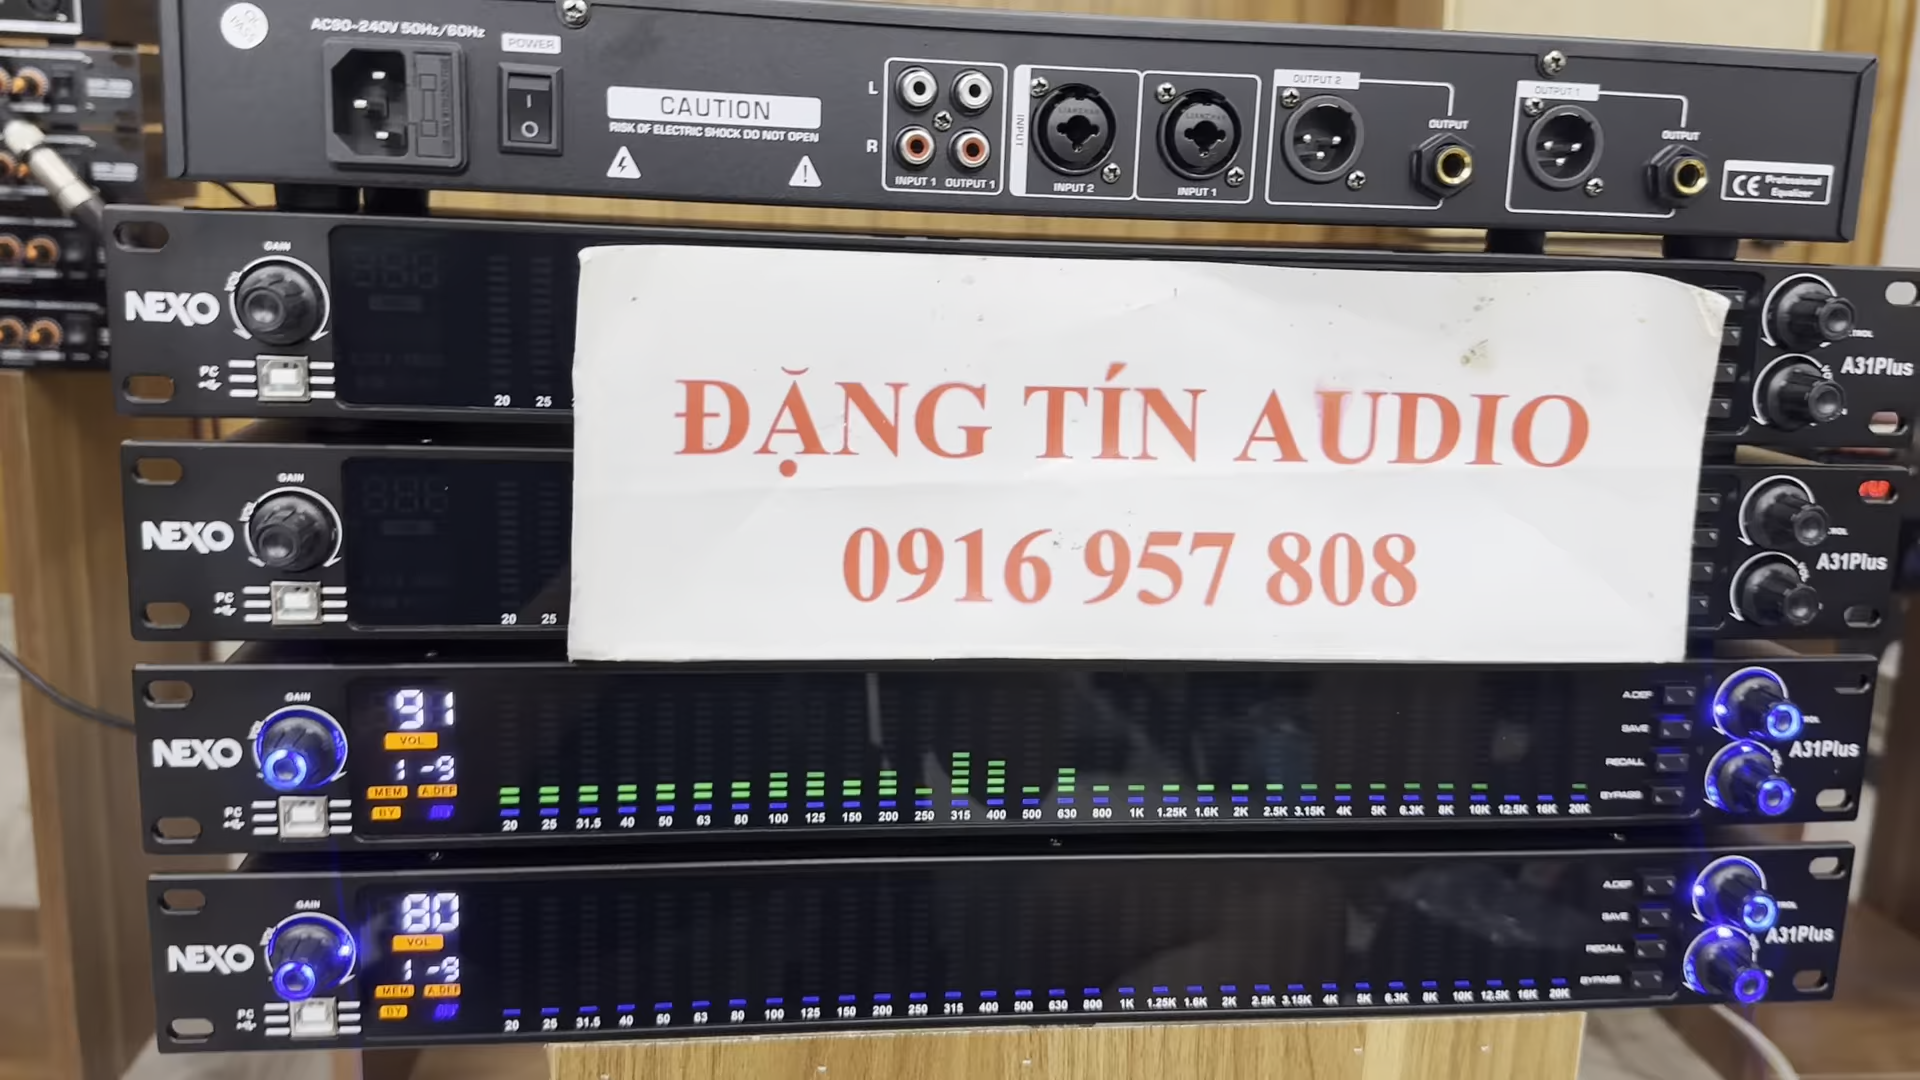 AC90~240V 50Hz/60Hz
POWER
CAUTION
RISK OF ELECTRIC SHOCK DO NOT OPEN
L
R
INPUT 1 OUTPUT 1
INPUT
INPUT 2
INPUT 1
OUTPUT 2
OUTPUT
OUTPUT 1
OUTPUT
CE Professional
Equalizer
GAIN
NEXO
PC
20 25
A31Plus
ĐẶNG TÍN AUDIO
0916 957 808
GAIN
NEXO
PC
20 25
A31Plus
GAIN
NEXO
PC
91
VOL
1 -9
MEM A.DEF
BY
20 25 31.5 40 50 63 80 100 125 150 200 250 315 400 500 630 800 1K 1.25K 1.6K 2K 2.5K 3.15K 4K 5K 6.3K 8K 10K 12.5K 16K 20K
A.DEF
SAVE
RECALL
BYPASS
A31Plus
GAIN
NEXO
PC
80
VOL
1 -9
MEM A.DEF
BY
20 25 31.5 40 50 63 80 100 125 150 200 250 315 400 500 630 800 1K 1.25K 1.6K 2K 2.5K 3.15K 4K 5K 6.3K 8K 10K 12.5K 16K 20K
A.DEF
SAVE
RECALL
BYPASS
A31Plus